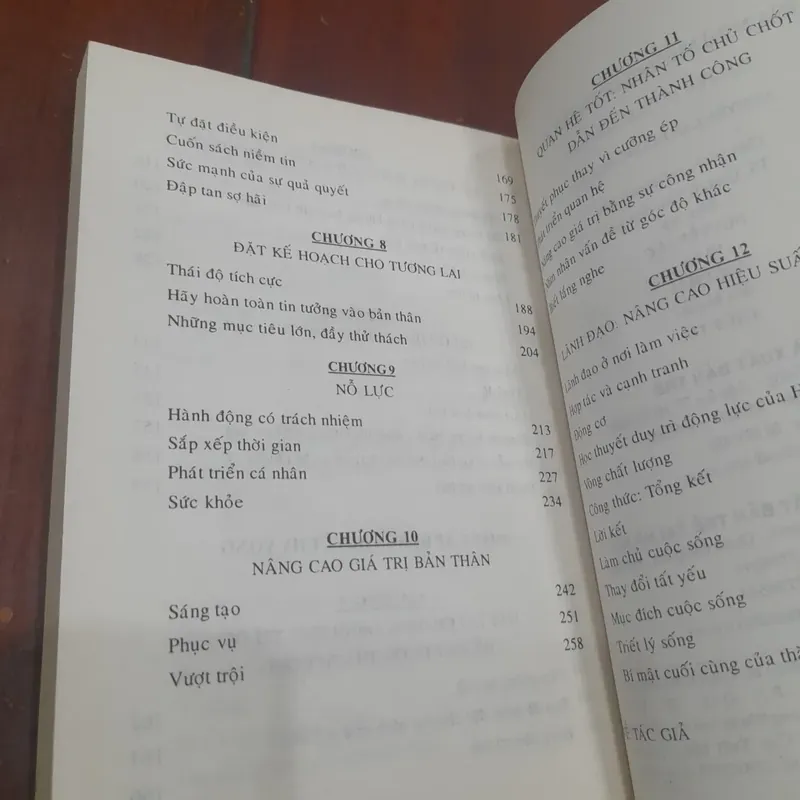 Tự đặt điều kiện 169
Cuốn sách niềm tin 175
Sức mạnh của sự quả quyết 178
Đập tan sợ hãi 181
CHƯƠNG 8
ĐẶT KẾ HOẠCH CHO TƯƠNG LAI
Thái độ tích cực 188
Hãy hoàn toàn tin tưởng vào bản thân 194
Những mục tiêu lớn, đầy thử thách 204
CHƯƠNG 9
NỖ LỰC
Hành động có trách nhiệm 213
Sắp xếp thời gian 217
Phát triển cá nhân 227
Sức khỏe 234
CHƯƠNG 10
NÂNG CAO GIÁ TRỊ BẢN THÂN
Sáng tạo 242
Phục vụ 251
Vượt trội 258
CHƯƠNG 11
QUAN HỆ TỐT: NHÂN TỐ CHỦ CHỐT
DẪN ĐẾN THÀNH CÔNG
phục thay vì cưỡng ép
triển quan hệ
cao giá trị bằng sự công nhận
nhân vấn đề từ góc độ khác
lắng nghe
CHƯƠNG 12
LÃNH ĐẠO: NÂNG CAO HIỆU SUẤ
Lãnh đạo ở nơi làm việc
Hợp tác và cạnh tranh
Động cơ
Học thuyết duy trì động lực của H
Vòng chất lượng
Công thức: Tổng kết
Lời kết
Làm chủ cuộc sống
Thay đổi tất yếu
Mục đích cuộc sống
Triết lý sống
Bí mật cuối cùng của thà
TÁC GIẢ